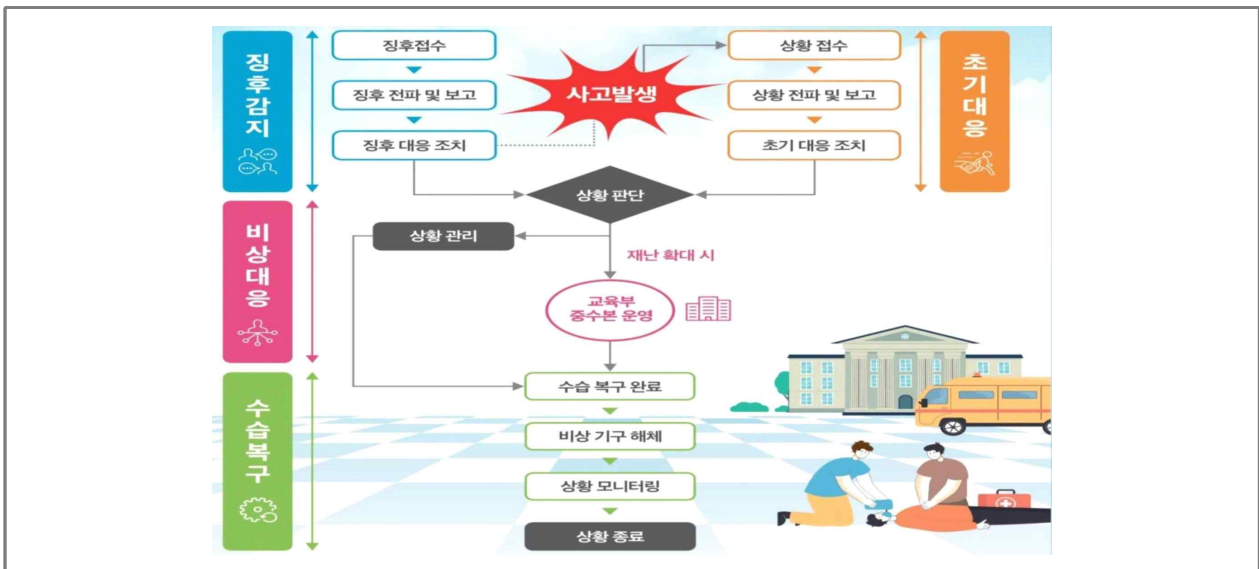 징후감지
징후접수
징후 전파 및 보고
징후 대응 조치
사고발생
상황 접수
상황 전파 및 보고
초기 대응 조치
초기대응
상황 판단
비상대응
상황 관리
재난 확대 시
교육부
중수본 운영
수습복구
수습 복구 완료
비상 기구 해체
상황 모니터링
상황 종료